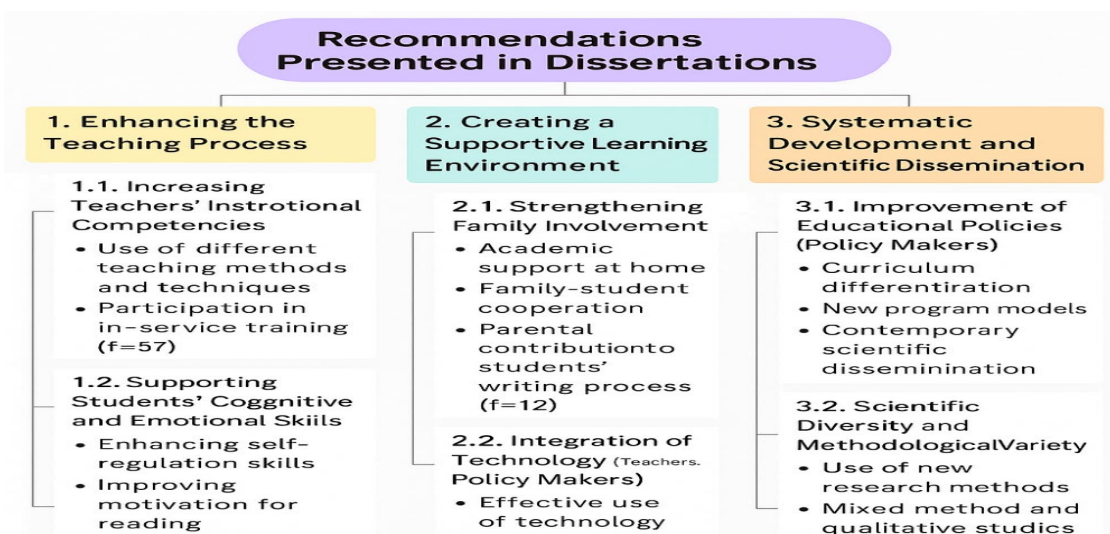 Recommendations
Presented in Dissertations
1. Enhancing the
Teaching Process
1.1. Increasing
Teachers' Instrotional
Competencies
• Use of different
teaching methods
and techniques
• Participation in
in-service training
(f=57)
1.2. Supporting
Students' Coggnitive
and Emotional Skiils
• Enhancing self-
regulation skills
• Improving
motivation for
reading
2. Creating a
Supportive Learning
Environment
2.1. Strengthening
Family Involvement
• Academic
support at home
• Family-student
cooperation
• Parental
contributionto
students'
writing process
(f=12)
2.2. Integration of
Technology (Teachers.
Policy Makers)
• Effective use
of technology
3. Systematic
Development and
Scientific Dissemination
3.1. Improvement of
Educational Policies
(Policy Makers)
• Curriculum
differentiration
• New program models
• Contemporary
scientific
disseminination
3.2. Scientific
Diversity and
MethodologicalVariety
• Use of new
research methods
• Mixed method and
qualitative studics